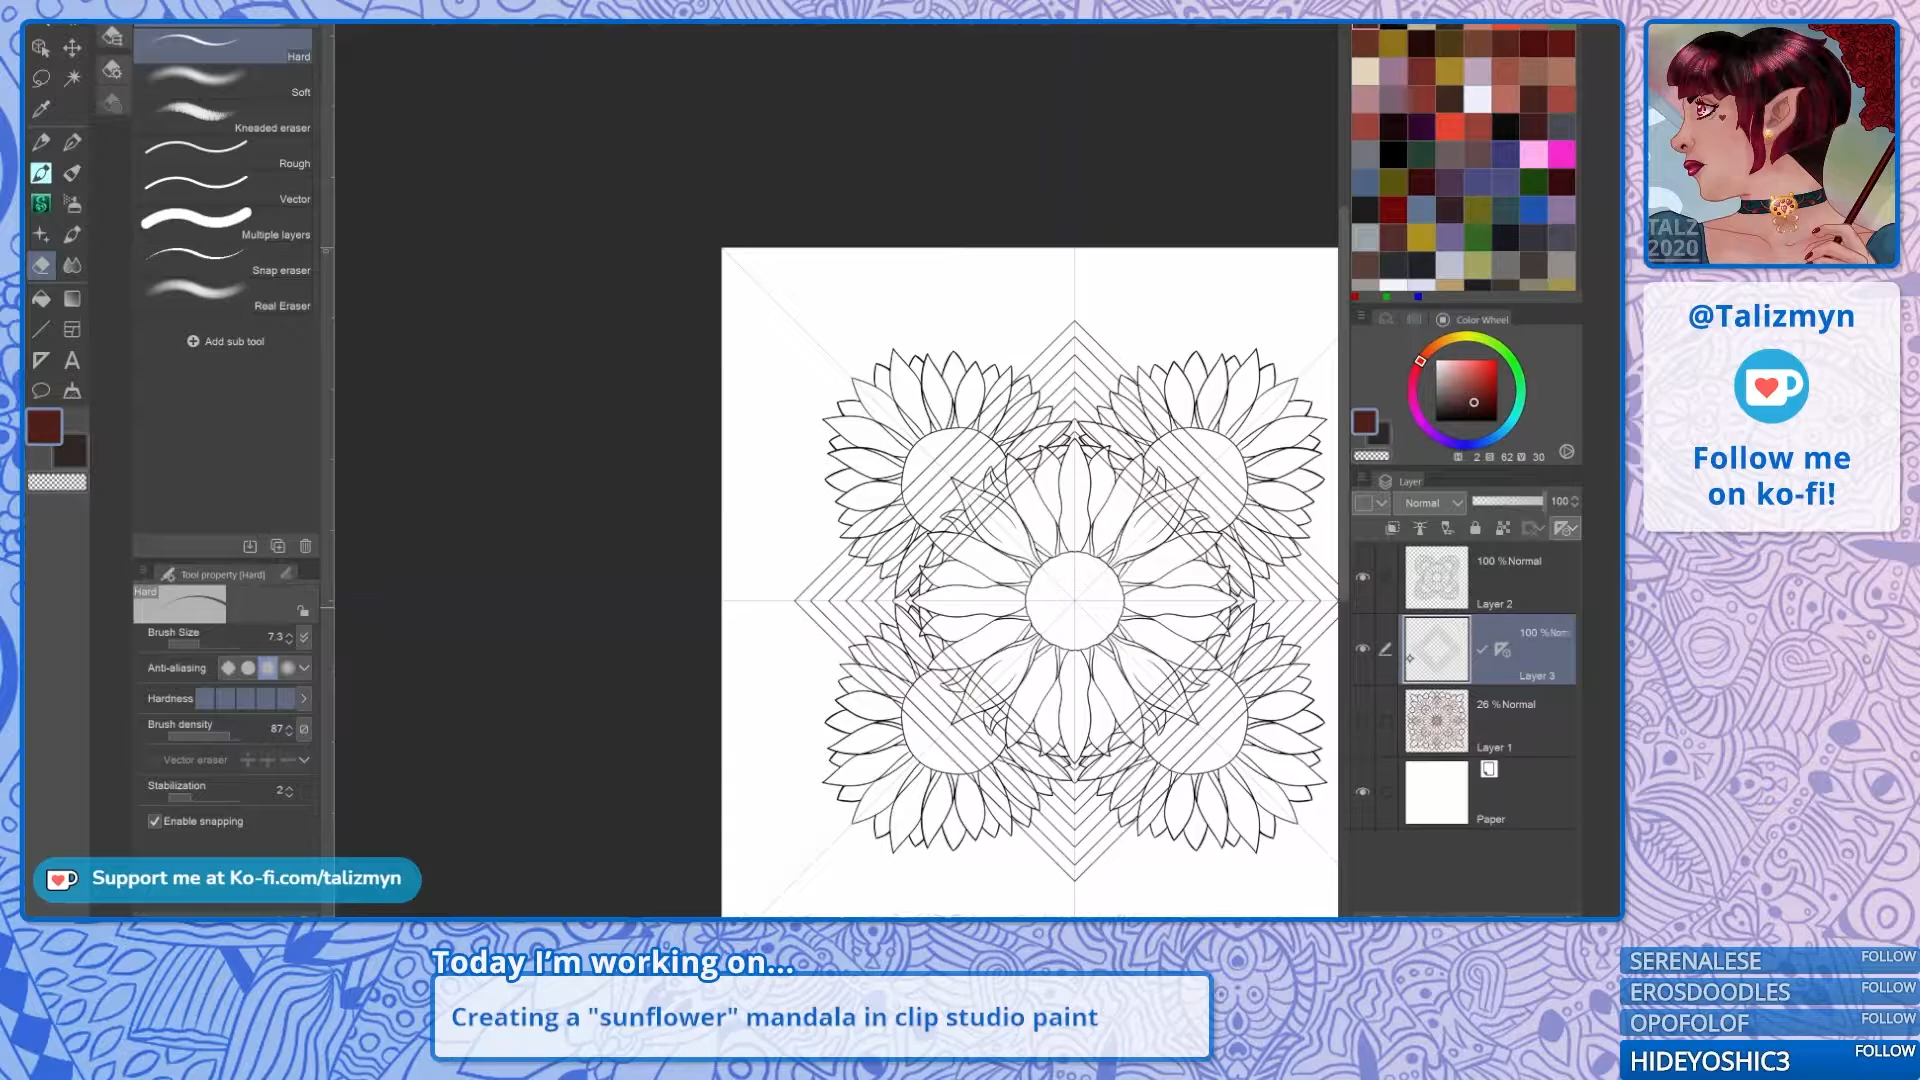 Hard
Soft
Kneaded eraser
Rough
Vector
Multiple layers
Snap eraser
Real Eraser
Add sub tool
Tool property [Hard]
Hard
Brush Size 7.3
Anti-aliasing
Hardness
Brush density 87
Vector eraser
Stabilization 2
Enable snapping
Support me at Ko-fi.com/talizmyn
Color Wheel
H 2 S 62 V 30
Layer
Normal 100
100 % Normal
Layer 2
100 % Norm
Layer 3
26 % Normal
Layer 1
Paper
TALZ
2020
@Talizmyn
Follow me
on ko-fi!
Today I'm working on...
Creating a "sunflower" mandala in clip studio paint
SERENALESE FOLLOW
EROSDOODLES FOLLOW
OPOFOLOF FOLLOW
HIDEYOSHIC3 FOLLOW